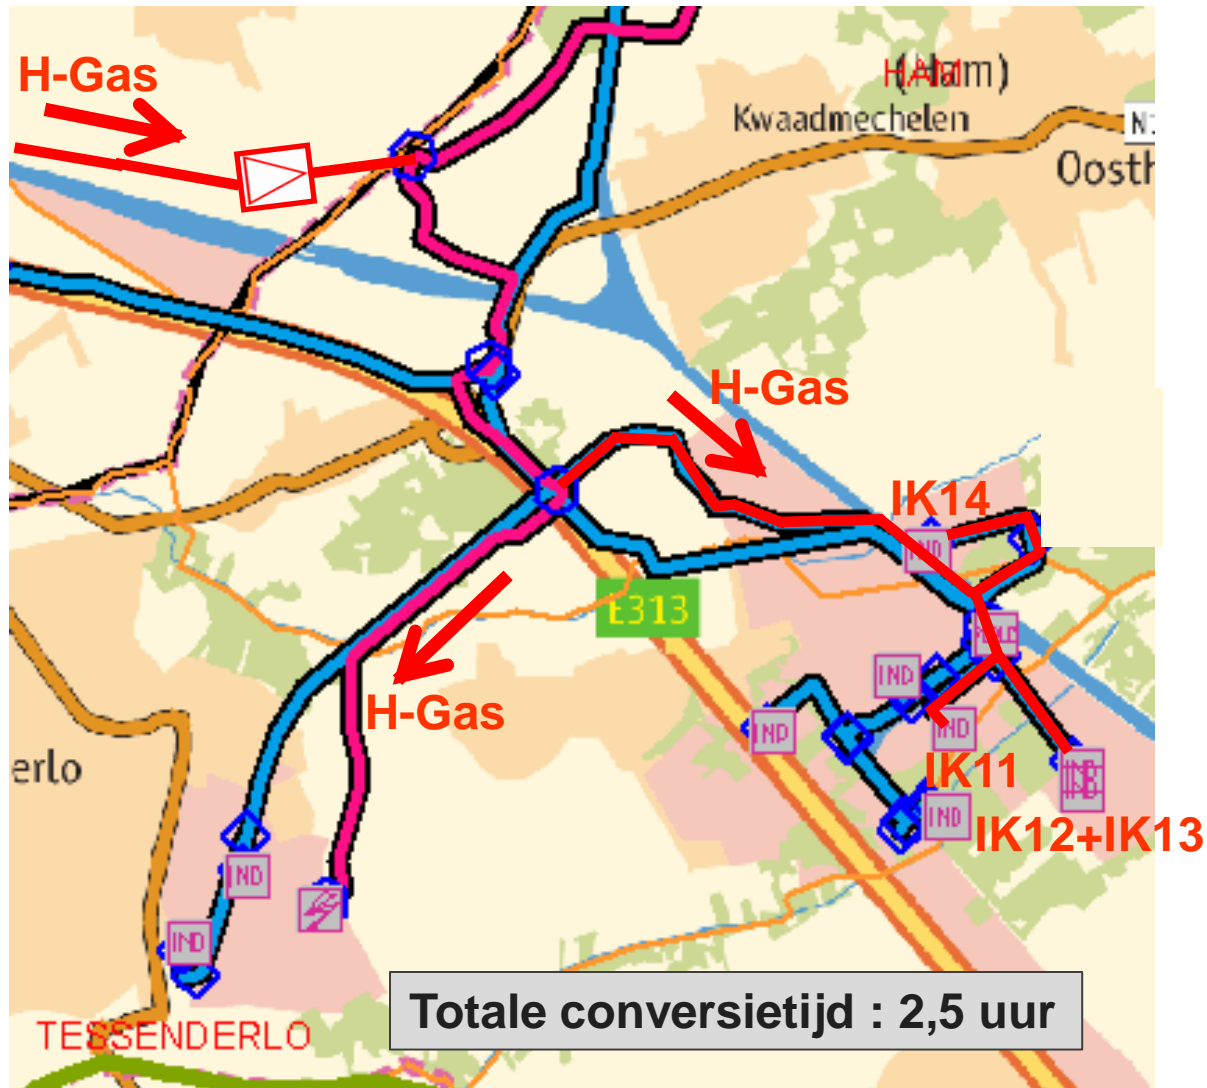 H-Gas
HAM
(Ham)
Kwaadmechelen
Oosth
H-Gas
IK14
IND
E313
IND
IND
IND
H-Gas
erlo
IK11
IND
IK12+IK13
IND
IND
Totale conversietijd : 2,5 uur
TESSENDERLO